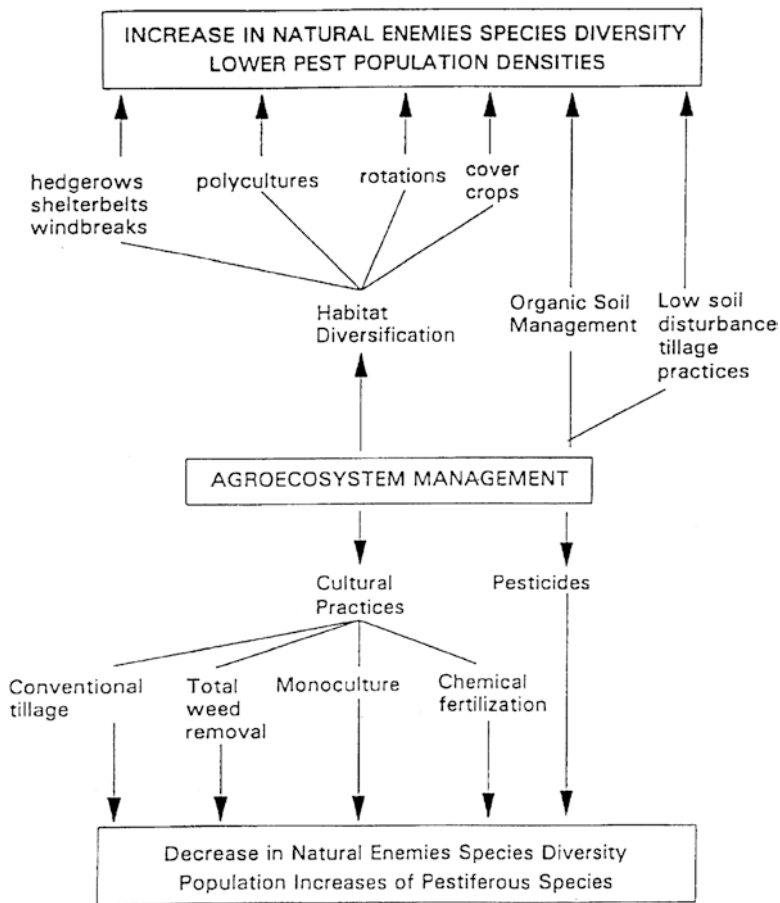 INCREASE IN NATURAL ENEMIES SPECIES DIVERSITY
LOWER PEST POPULATION DENSITIES
hedgerows
shelterbelts
windbreaks
polycultures
rotations
cover
crops
Habitat
Diversification
Organic Soil
Management
Low soil
disturbance
tillage
practices
AGROECOSYSTEM MANAGEMENT
Cultural
Practices
Pesticides
Conventional
tillage
Total
weed
removal
Monoculture
Chemical
fertilization
Decrease in Natural Enemies Species Diversity
Population Increases of Pestiferous Species